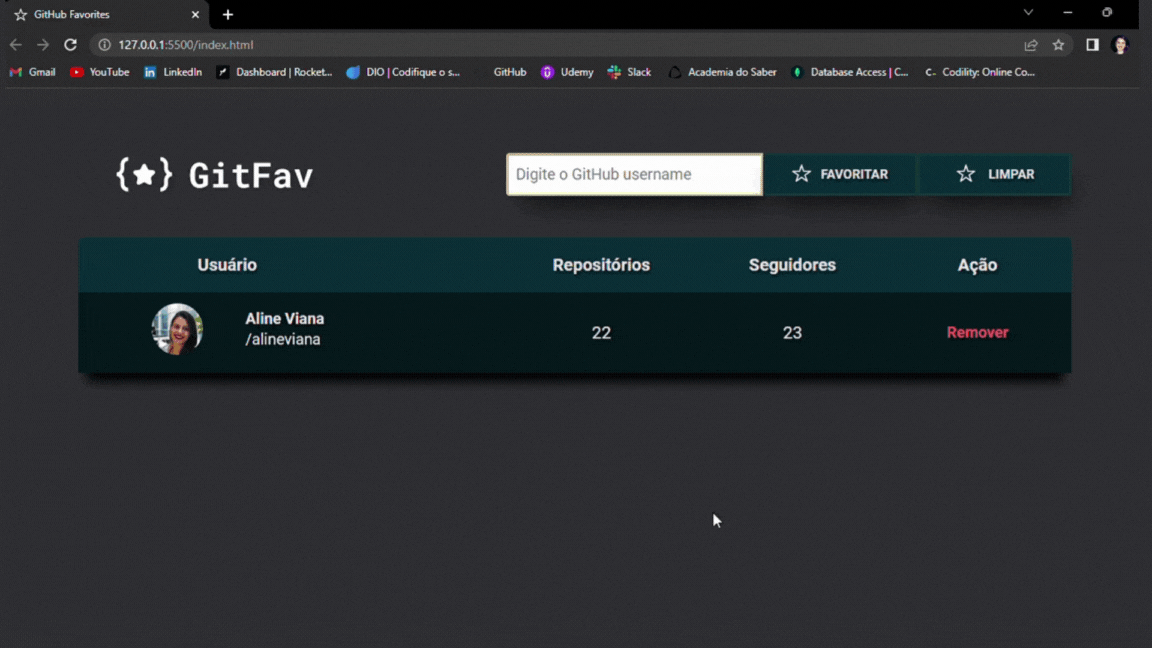 GitHub Favorites
127.0.0.1:5500/index.html
Gmail YouTube LinkedIn Dashboard | Rocket... DIO | Codifique o s... GitHub Udemy Slack Academia do Saber Database Access | C... C- Codility: Online Co...
{★} GitFav Digite o GitHub username FAVORITAR LIMPAR
Usuário Repositórios Seguidores Ação
Aline Viana
/alineviana 22 23 Remover